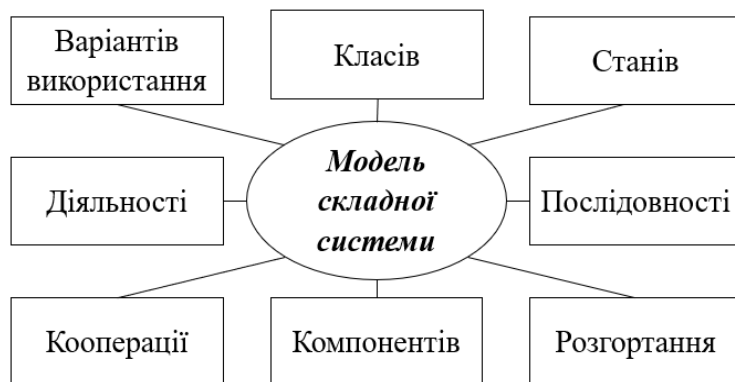 Варіантів
використання
Класів
Станів
Діяльності
Модель
складної
системи
Послідовності
Кооперації
Компонентів
Розгортання